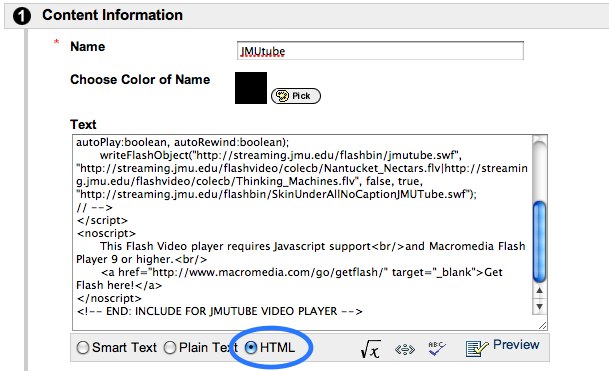 1 Content Information
* Name
JMUtube
Choose Color of Name
Pick
Text
autoPlay:boolean, autoRewind:boolean);
writeFlashObject("http://streaming.jmu.edu/flashbin/jmutube.swf",
"http://streaming.jmu.edu/flashvideo/colecb/Nantucket_Nectars.flv|http://streamin
g.jmu.edu/flashvideo/colecb/Thinking_Machines.flv", false, true,
"http://streaming.jmu.edu/flashbin/SkinUnderAllNoCaptionJMUTube.swf");
// -->
</script>
<noscript>
This Flash Video player requires Javascript support<br/>and Macromedia Flash
Player 9 or higher.<br/>
<a href="http://www.macromedia.com/go/getflash/" target="_blank">Get
Flash here!</a>
</noscript>
<!-- END: INCLUDE FOR JMUTUBE VIDEO PLAYER -->
Smart Text Plain Text HTML √x ABC Preview